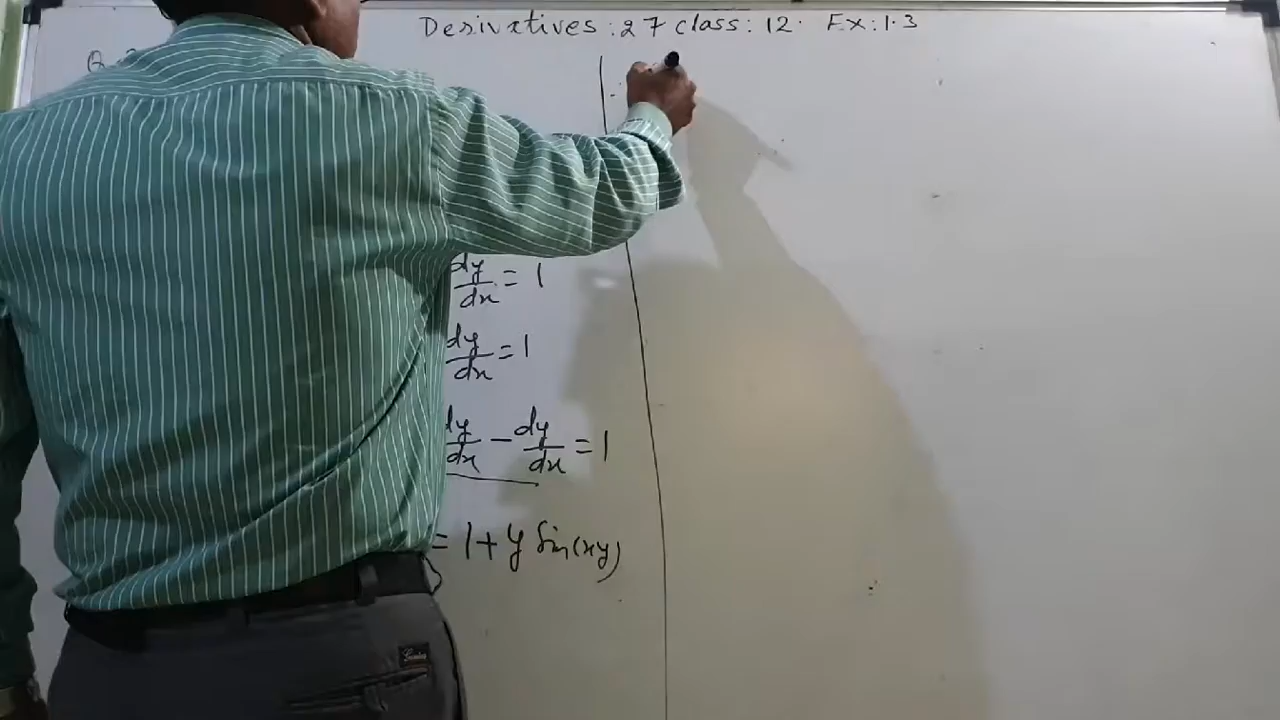 Derivatives : 27 class : 12. Ex : 1.3
Q.
dy/dx = 1
dy/dx = 1
dy/dx - dy/dx = 1
= 1 + y Sin(xy)